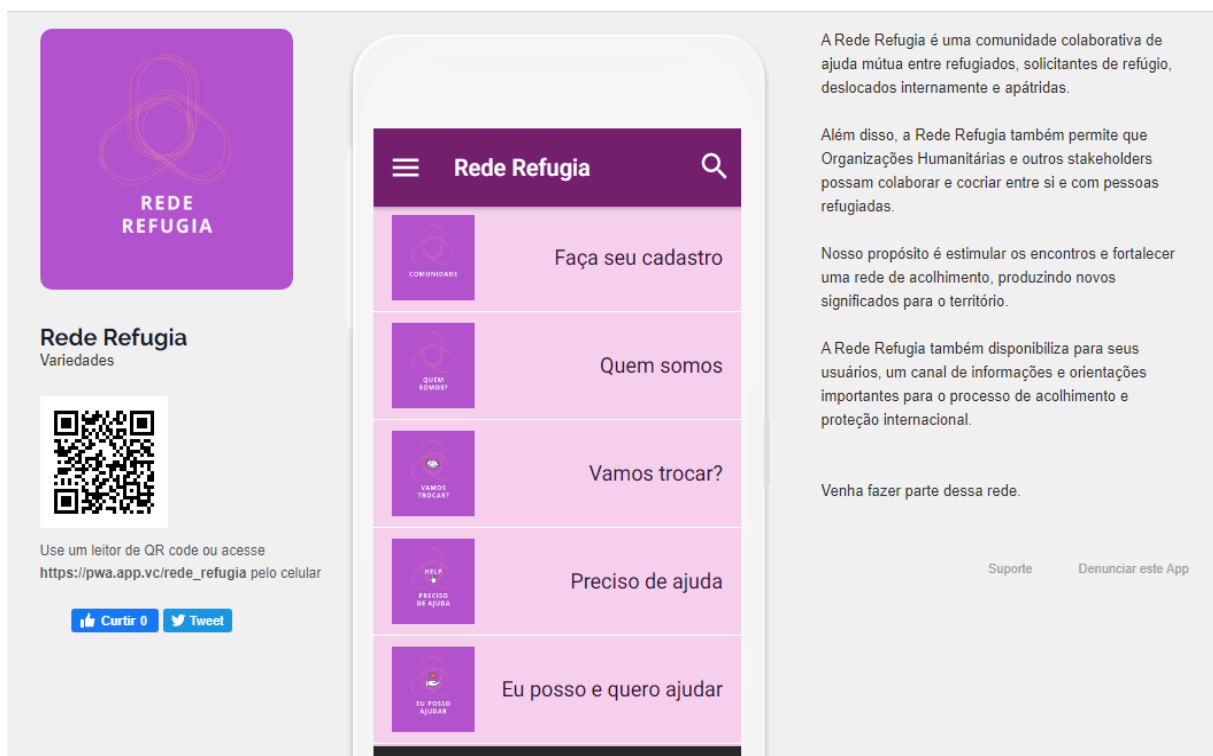 REDE
REFUGIA
Rede Refugia
Variedades
Use um leitor de QR code ou acesse
https://pwa.app.vc/rede_refugia pelo celular
Curtir 0
Tweet
Rede Refugia
COMUNIDADE
Faça seu cadastro
QUEM
SOMOS?
Quem somos
VAMOS
TROCAR?
Vamos trocar?
HELP
PRECISO
DE AJUDA
Preciso de ajuda
EU POSSO
AJUDAR
Eu posso e quero ajudar
A Rede Refugia é uma comunidade colaborativa de
ajuda mútua entre refugiados, solicitantes de refúgio,
deslocados internamente e apátridas.
Além disso, a Rede Refugia também permite que
Organizações Humanitárias e outros stakeholders
possam colaborar e cocriar entre si e com pessoas
refugiadas.
Nosso propósito é estimular os encontros e fortalecer
uma rede de acolhimento, produzindo novos
significados para o território.
A Rede Refugia também disponibiliza para seus
usuários, um canal de informações e orientações
importantes para o processo de acolhimento e
proteção internacional.
Venha fazer parte dessa rede.
Suporte
Denunciar este App